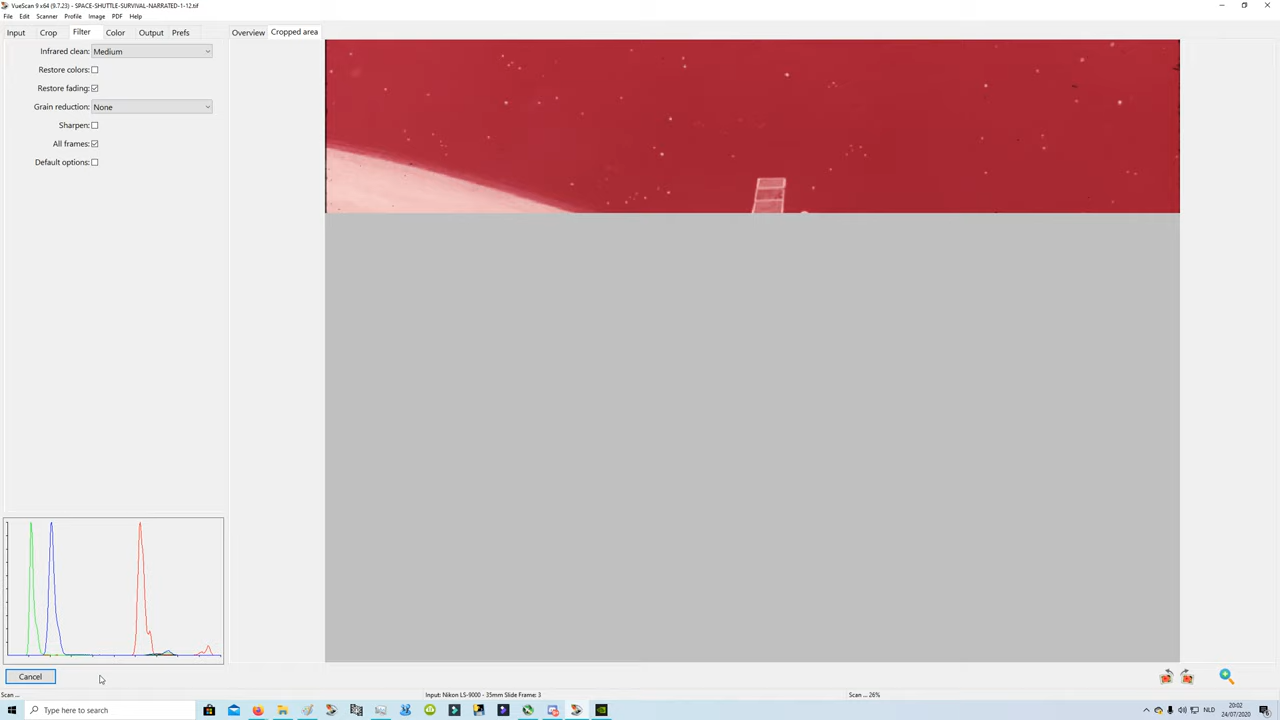 VueScan 9 x64 (9.7.23) - SPACE-SHUTTLE-SURVIVAL-NARRATED-1-12.tif
File Edit Scanner Profile Image PDF Help
Input Crop Filter Color Output Prefs Overview Cropped area
Infrared clean: Medium
Restore colors:
Restore fading:
Grain reduction: None
Sharpen:
All frames:
Default options:
Cancel
Scan ... Input: Nikon LS-9000 - 35mm Slide Frame: 3 Scan ... 26%
Type here to search
NLD
20:02
24/07/2020